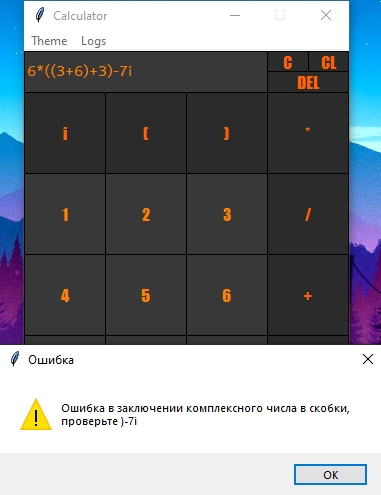 Calculator
Theme Logs
6*((3+6)+3)-7i
C CL
DEL
i ( ) *
1 2 3 /
4 5 6 +
Ошибка
Ошибка в заключении комплексного числа в скобки,
проверьте )-7i
OK